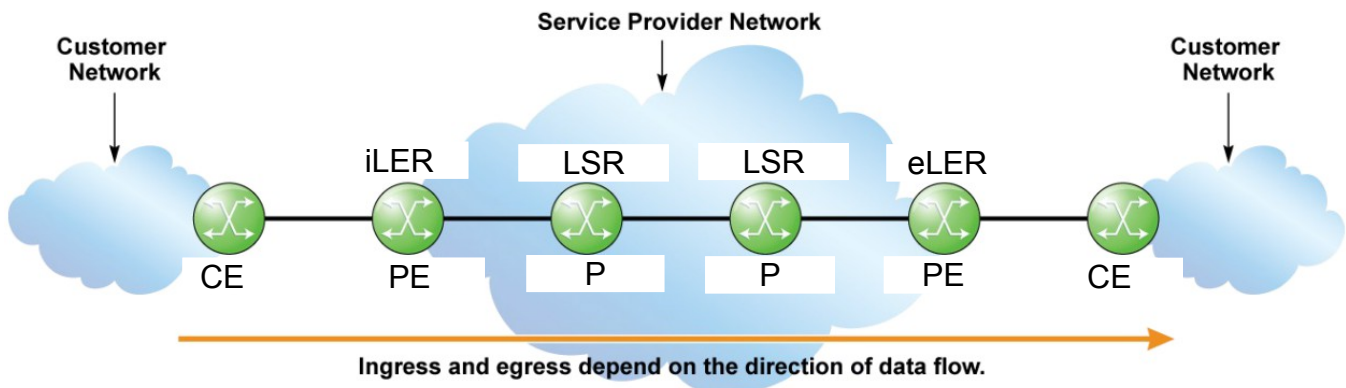 Service Provider Network
Customer
Network
Customer
Network
iLER
LSR
LSR
eLER
CE
PE
P
P
PE
CE
Ingress and egress depend on the direction of data flow.